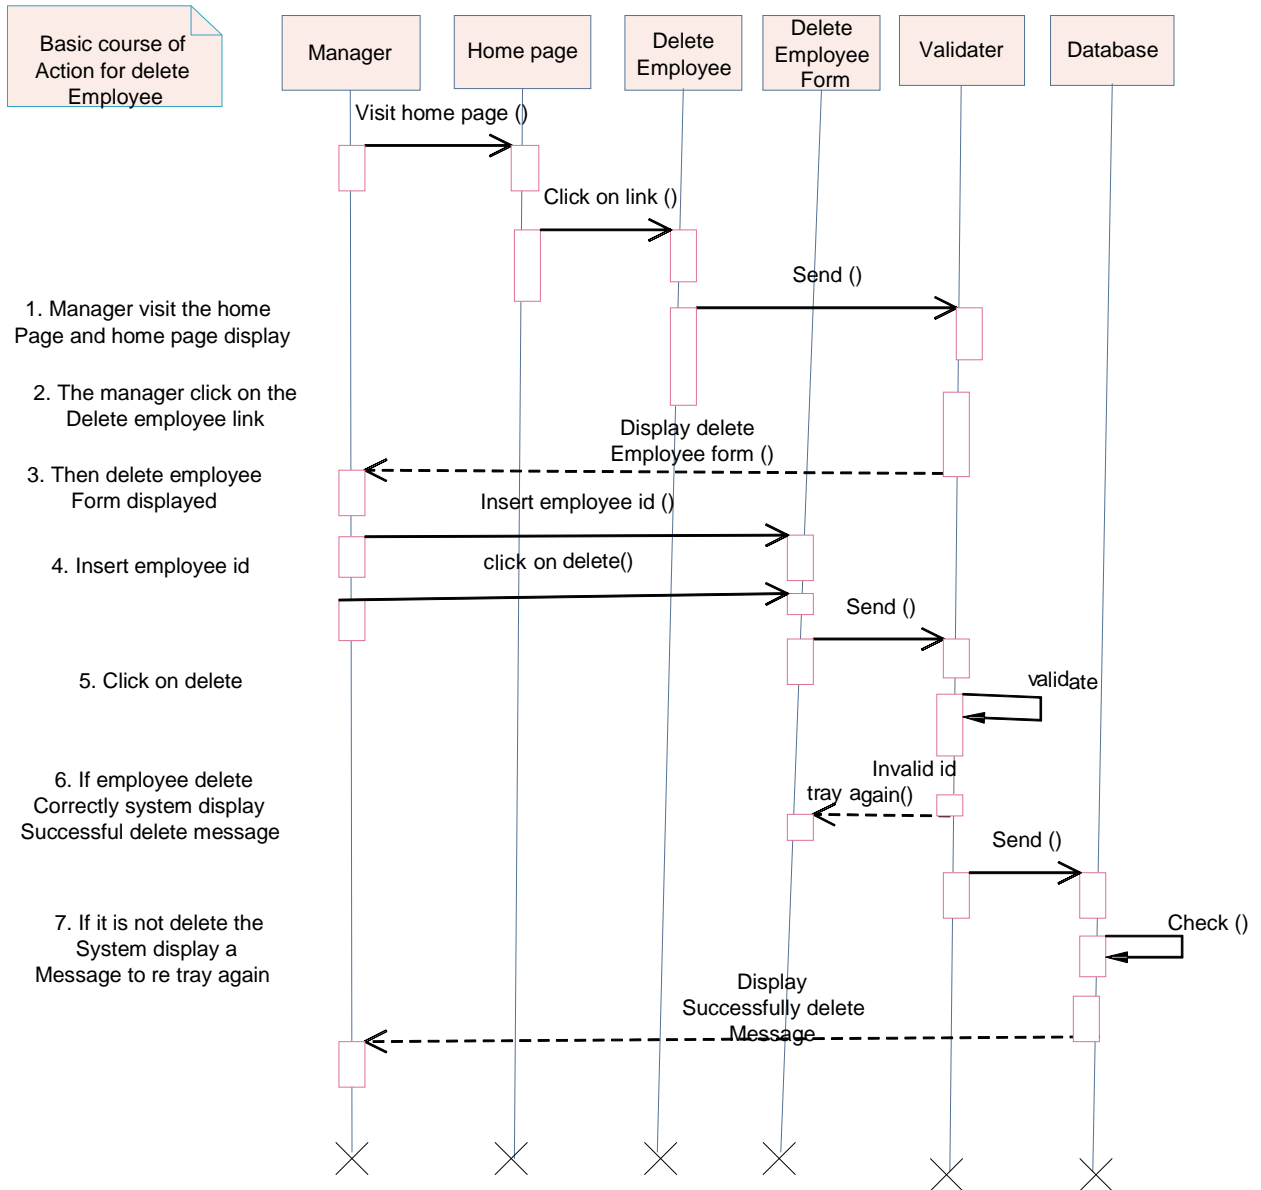 Basic course of
Action for delete
Employee
Manager
Home page
Delete
Employee
Delete
Employee
Form
Validater
Database
Visit home page ()
Click on link ()
Send ()
1. Manager visit the home
Page and home page display
2. The manager click on the
Delete employee link
Display delete
Employee form ()
3. Then delete employee
Form displayed
Insert employee id ()
4. Insert employee id
click on delete()
Send ()
5. Click on delete
validate
6. If employee delete
Correctly system display
Successful delete message
Invalid id
tray again()
Send ()
7. If it is not delete the
System display a
Message to re tray again
Check ()
Display
Successfully delete
Message